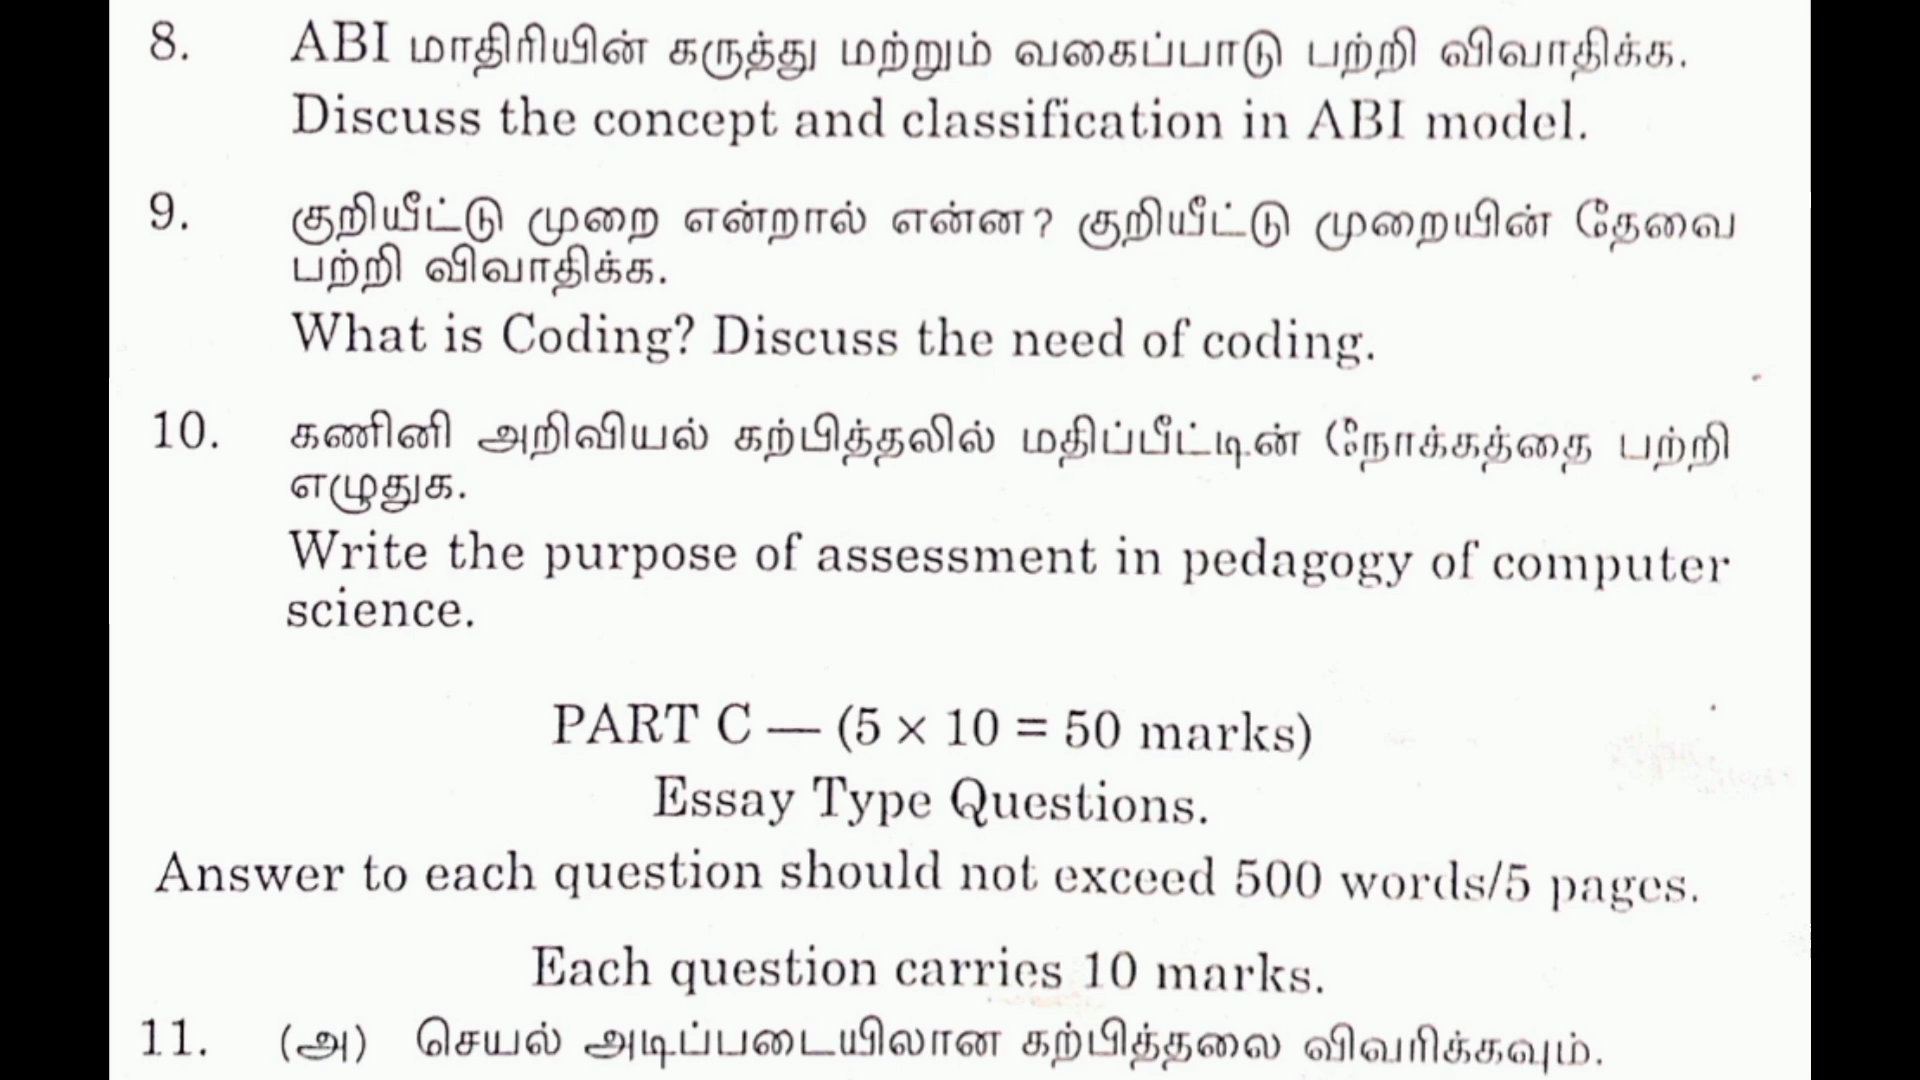 8. ABI மாதிரியின் கருத்து மற்றும் வகைப்பாடு பற்றி விவாதிக்க.
Discuss the concept and classification in ABI model.
9. குறியீட்டு முறை என்றால் என்ன? குறியீட்டு முறையின் தேவை
பற்றி விவாதிக்க.
What is Coding? Discuss the need of coding.
10. கணினி அறிவியல் கற்பித்தலில் மதிப்பீட்டின் நோக்கத்தை பற்றி
எழுதுக.
Write the purpose of assessment in pedagogy of computer
science.
PART C — (5 × 10 = 50 marks)
Essay Type Questions.
Answer to each question should not exceed 500 words/5 pages.
Each question carries 10 marks.
11. (அ) செயல் அடிப்படையிலான கற்பித்தலை விவரிக்கவும்.